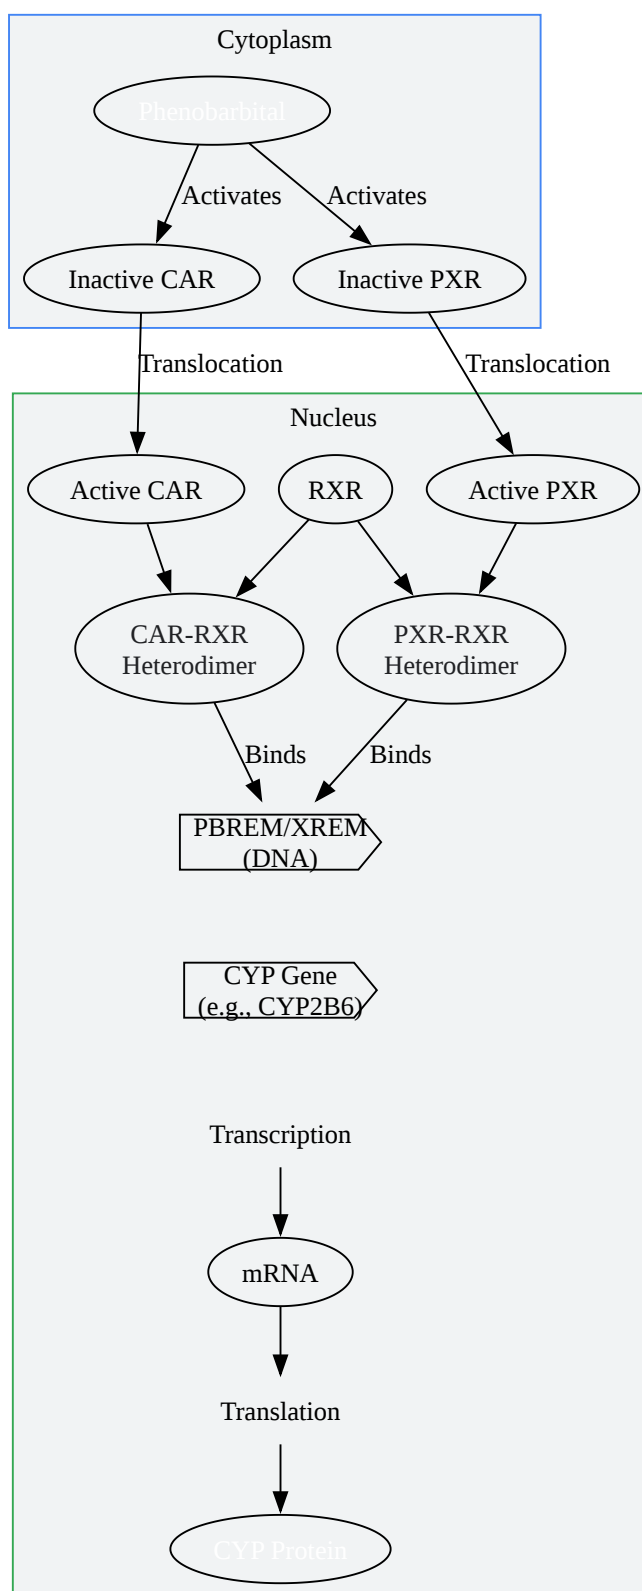 Cytoplasm
Phenobarbital
Activates
Activates
Inactive CAR
Inactive PXR
Translocation
Translocation
Nucleus
Active CAR
RXR
Active PXR
CAR-RXR
Heterodimer
PXR-RXR
Heterodimer
Binds
Binds
PBREM/XREM
(DNA)
CYP Gene
(e.g., CYP2B6)
Transcription
mRNA
Translation
CYP Protein